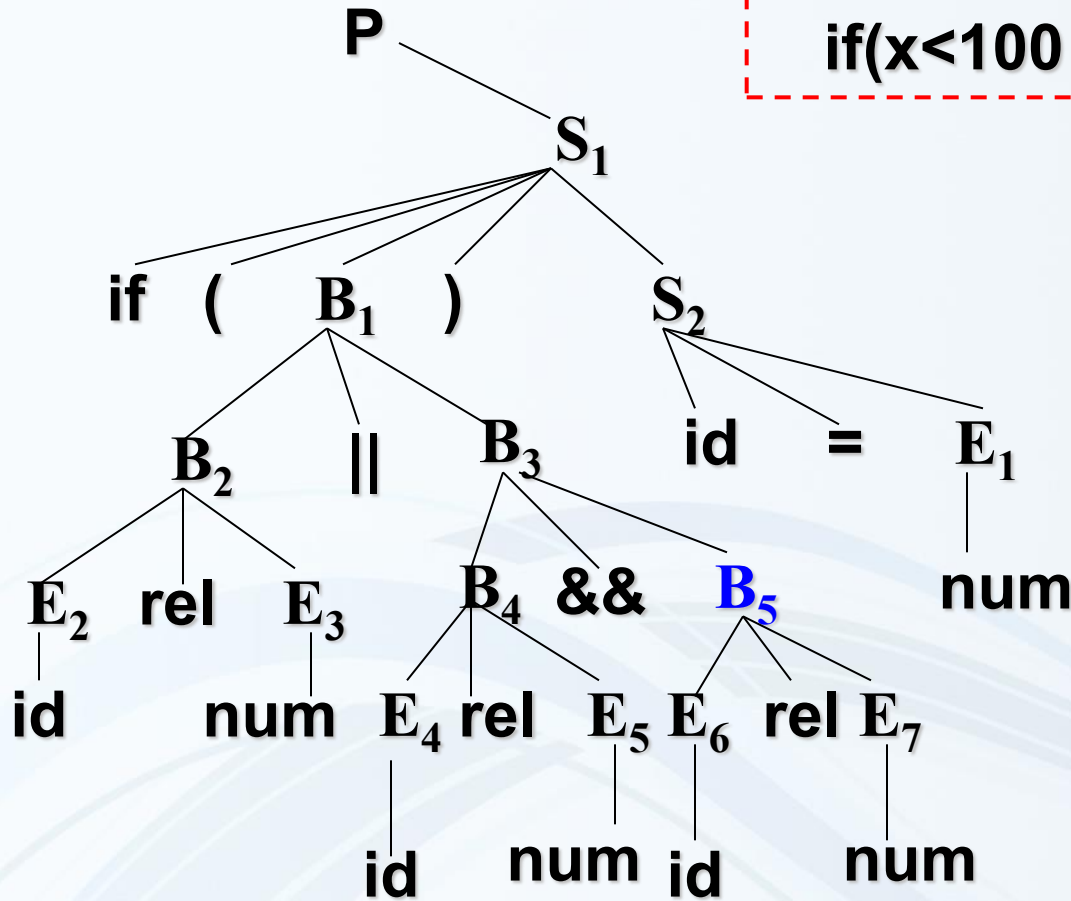 P
if(x<100
S₁
if ( B₁ ) S₂
B₂ || B₃ id = E₁
E₂ rel E₃ B₄ && B₅ num
id num E₄ rel E₅ E₆ rel E₇
id num id num